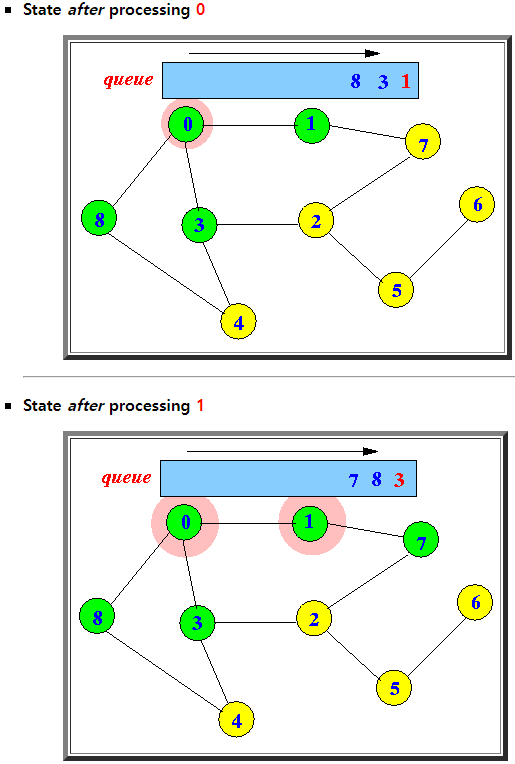 State after processing 0
queue 8 3 1
0 1 7
8 3 2 6
5
4
State after processing 1
queue 7 8 3
0 1 7
8 3 2 6
5
4